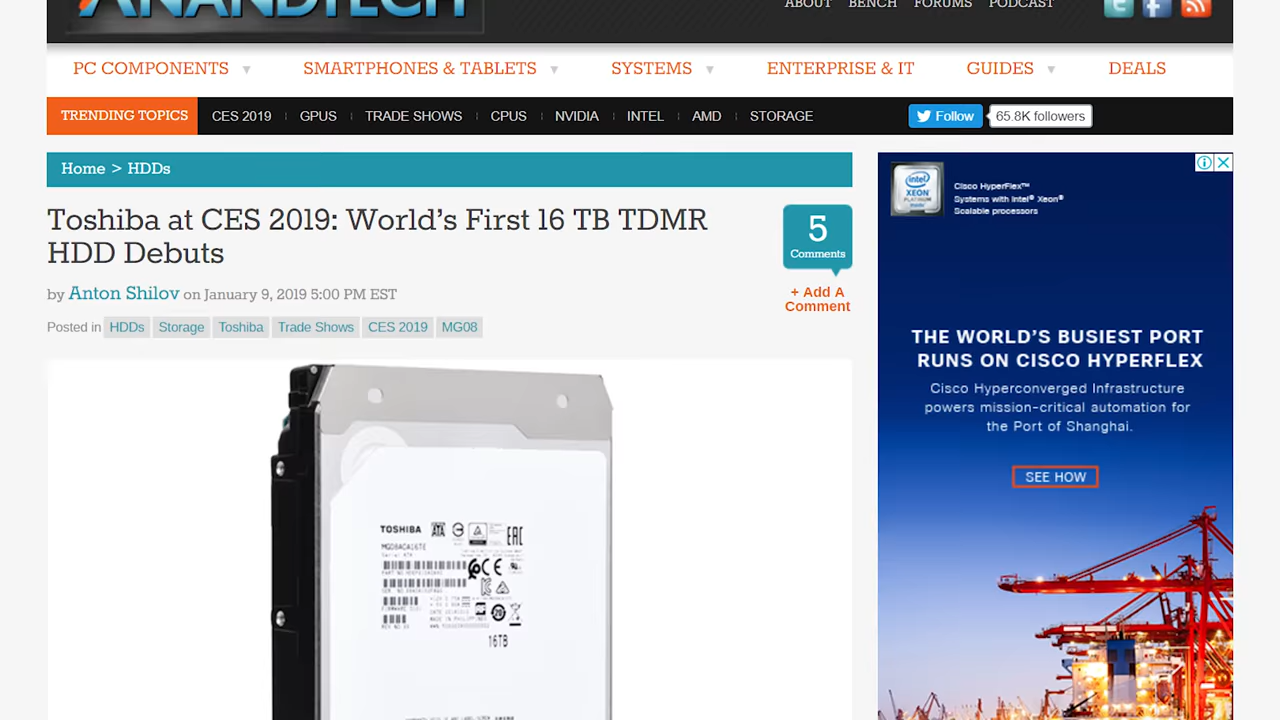 ANANDTECH
ABOUT BENCH FORUMS PODCAST
PC COMPONENTS SMARTPHONES & TABLETS SYSTEMS ENTERPRISE & IT GUIDES DEALS
TRENDING TOPICS CES 2019 GPUS TRADE SHOWS CPUS NVIDIA INTEL AMD STORAGE Follow 65.8K followers
Home > HDDs
Toshiba at CES 2019: World's First 16 TB TDMR
HDD Debuts
by Anton Shilov on January 9, 2019 5:00 PM EST
Posted in HDDs Storage Toshiba Trade Shows CES 2019 MG08
5
Comments
+ Add A
Comment
TOSHIBA
MG08ACA16TE
MADE IN PHILIPPINES
16TB
intel
XEON
PLATINUM
inside
Cisco HyperFlex™
Systems with Intel® Xeon®
Scalable processors
THE WORLD'S BUSIEST PORT
RUNS ON CISCO HYPERFLEX
Cisco Hyperconverged Infrastructure
powers mission-critical automation for
the Port of Shanghai.
SEE HOW